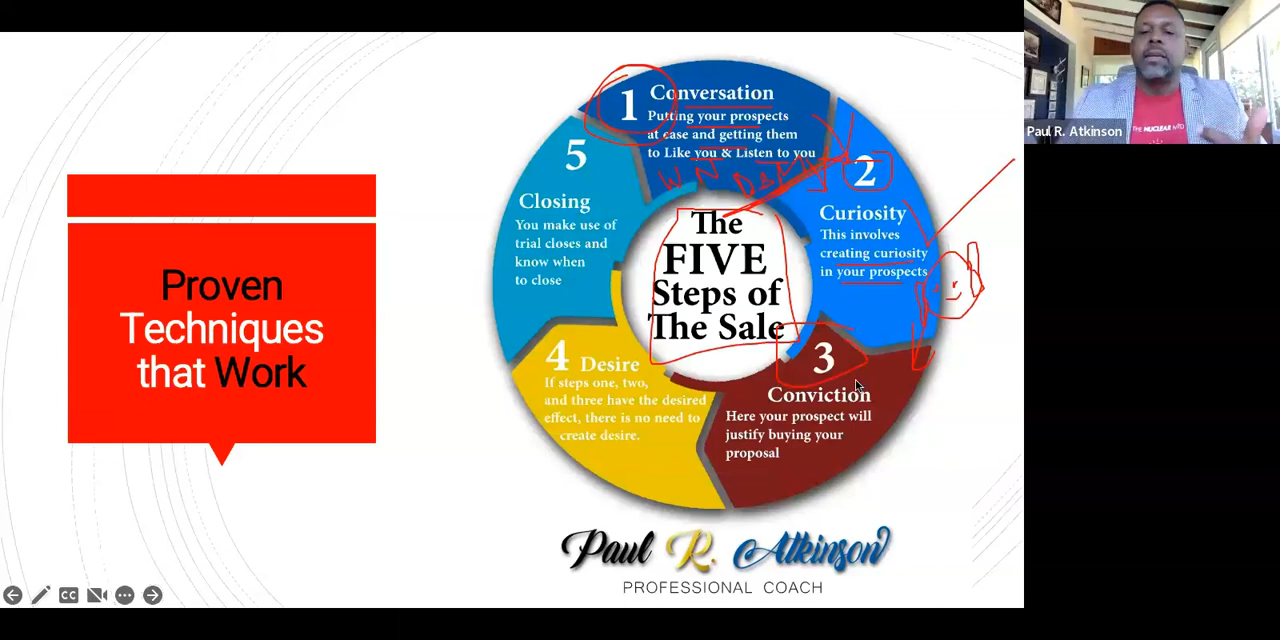 Proven
Techniques
that Work
1
Conversation
Putting your prospects
at ease and getting them
to Like you & Listen to you
2
Curiosity
This involves
creating curiosity
in your prospects
3
Conviction
Here your prospect will
justify buying your
proposal
4 Desire
If steps one, two,
and three have the desired
effect, there is no need to
create desire.
5
Closing
You make use of
trial closes and
know when
to close
The
FIVE
Steps of
The Sale
Paul R. Atkinson
PROFESSIONAL COACH
CC
Paul R. Atkinson
THE NUCLEAR